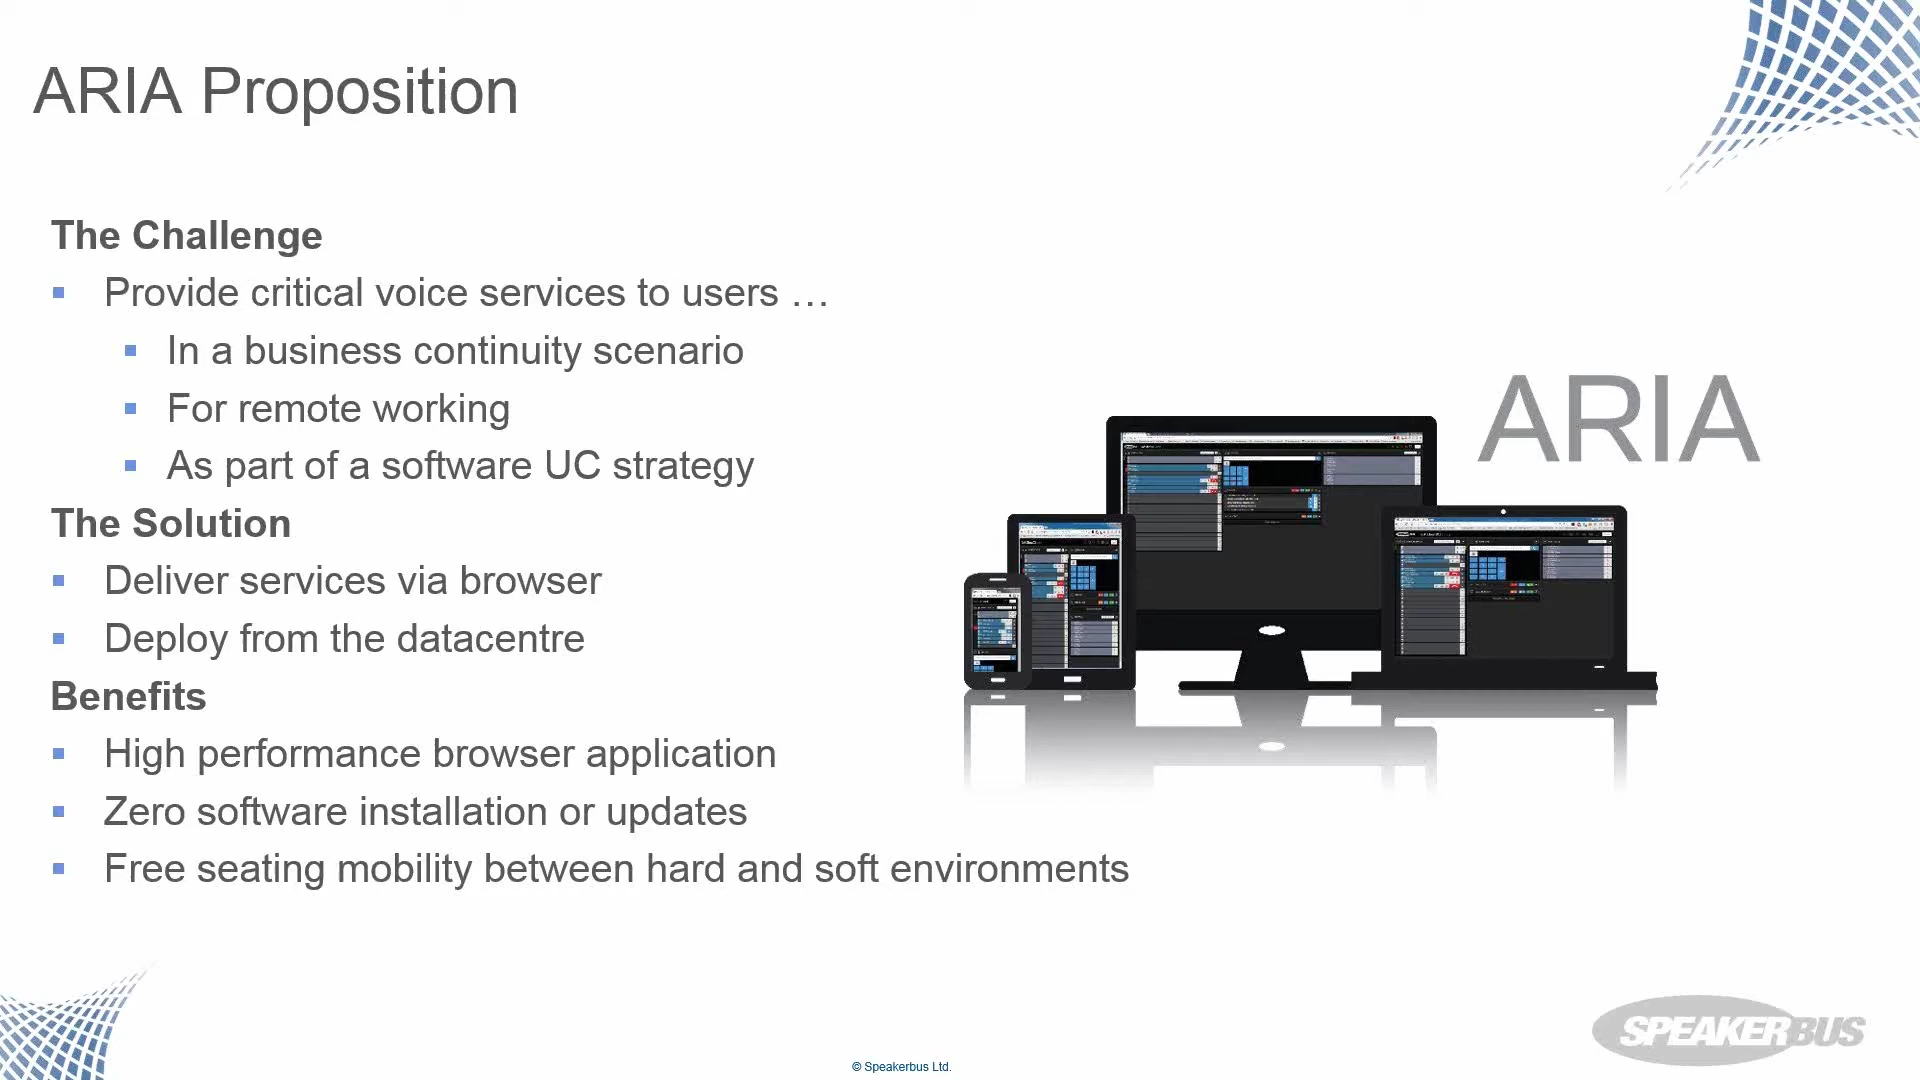 ARIA Proposition
The Challenge
Provide critical voice services to users …
In a business continuity scenario
For remote working
As part of a software UC strategy
The Solution
Deliver services via browser
Deploy from the datacentre
Benefits
High performance browser application
Zero software installation or updates
Free seating mobility between hard and soft environments
ARIA
SPEAKERBUS
© Speakerbus Ltd.